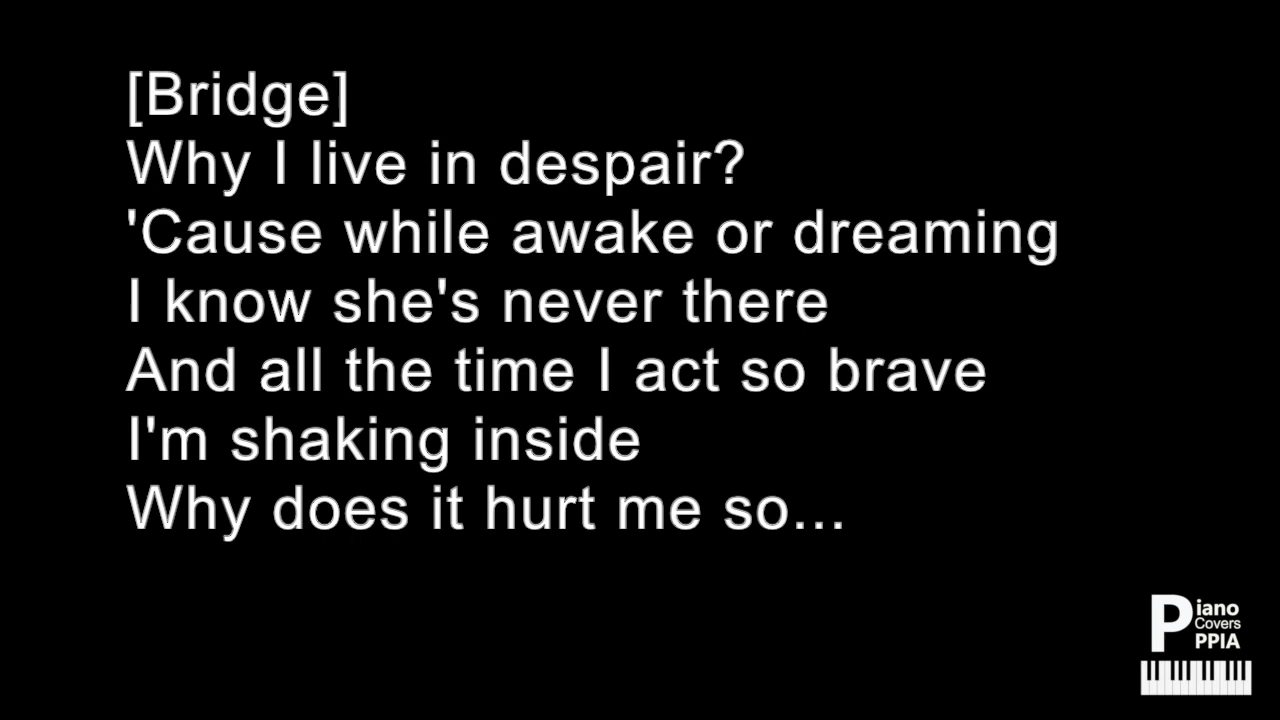 [Bridge]
Why I live in despair?
'Cause while awake or dreaming
I know she's never there
And all the time I act so brave
I'm shaking inside
Why does it hurt me so...
Piano
Covers
PPIA